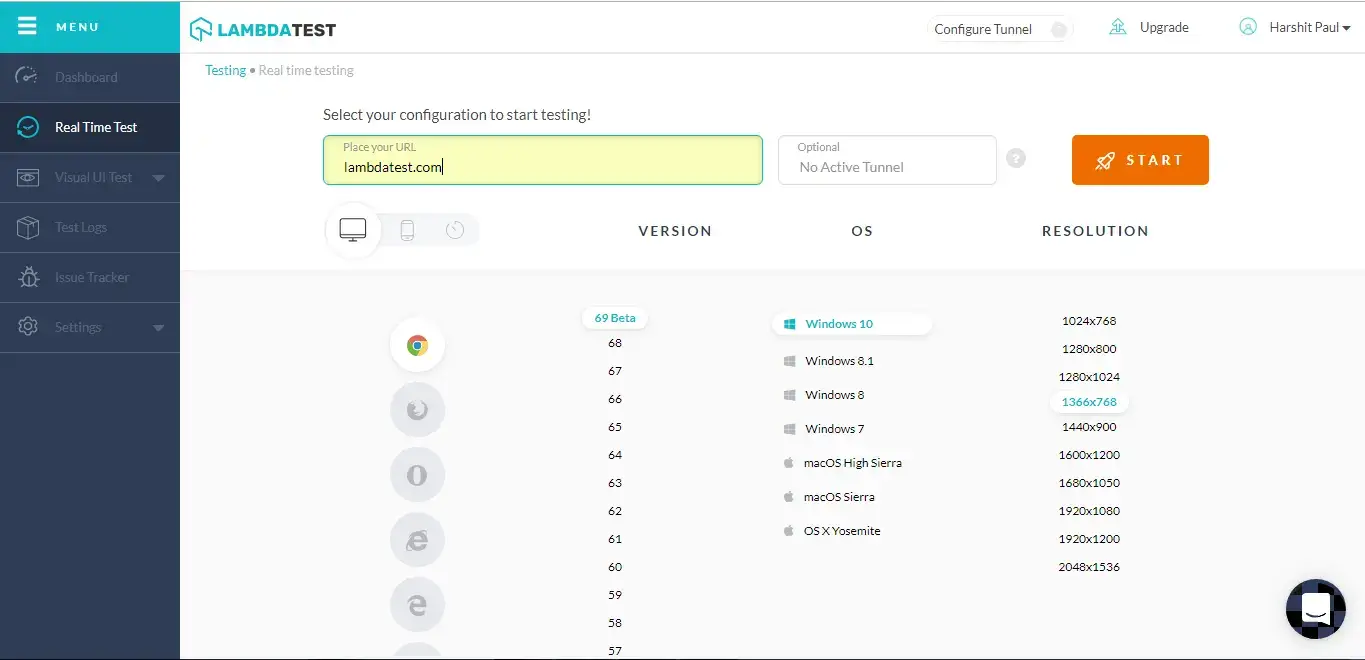 MENU
LAMBDATEST
Configure Tunnel
Upgrade
Harshit Paul
Dashboard
Real Time Test
Visual UI Test
Test Logs
Issue Tracker
Settings
Testing • Real time testing
Select your configuration to start testing!
Place your URL
lambdatest.com
Optional
No Active Tunnel
?
START
VERSION
OS
RESOLUTION
69 Beta
68
67
66
65
64
63
62
61
60
59
58
57
Windows 10
Windows 8.1
Windows 8
Windows 7
macOS High Sierra
macOS Sierra
OS X Yosemite
1024x768
1280x800
1280x1024
1366x768
1440x900
1600x1200
1680x1050
1920x1080
1920x1200
2048x1536